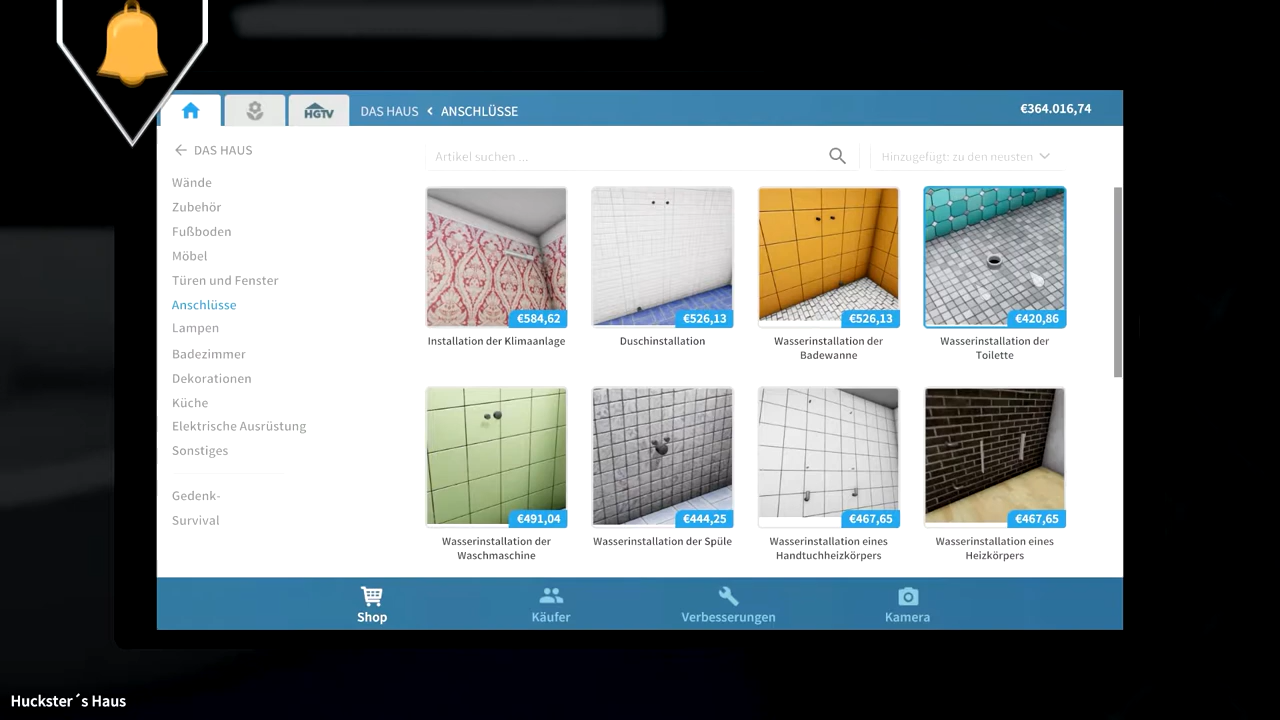 HGTV
DAS HAUS < ANSCHLÜSSE
€364.016,74
DAS HAUS
Artikel suchen ...
Hinzugefügt: zu den neusten
Wände
Zubehör
Fußboden
Möbel
Türen und Fenster
Anschlüsse
Lampen
Badezimmer
Dekorationen
Küche
Elektrische Ausrüstung
Sonstiges
Gedenk-
Survival
€584,62
€526,13
€526,13
€420,86
Installation der Klimaanlage
Duschinstallation
Wasserinstallation der
Badewanne
Wasserinstallation der
Toilette
€491,04
€444,25
€467,65
€467,65
Wasserinstallation der
Waschmaschine
Wasserinstallation der Spüle
Wasserinstallation eines
Handtuchheizkörpers
Wasserinstallation eines
Heizkörpers
Shop
Käufer
Verbesserungen
Kamera
Huckster´s Haus